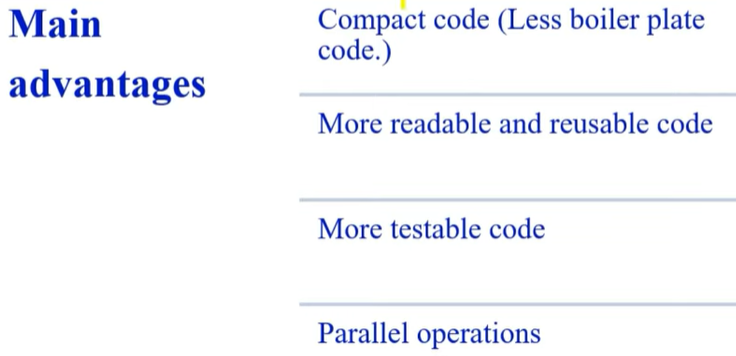 Main
advantages
Compact code (Less boiler plate
code.)
More readable and reusable code
More testable code
Parallel operations